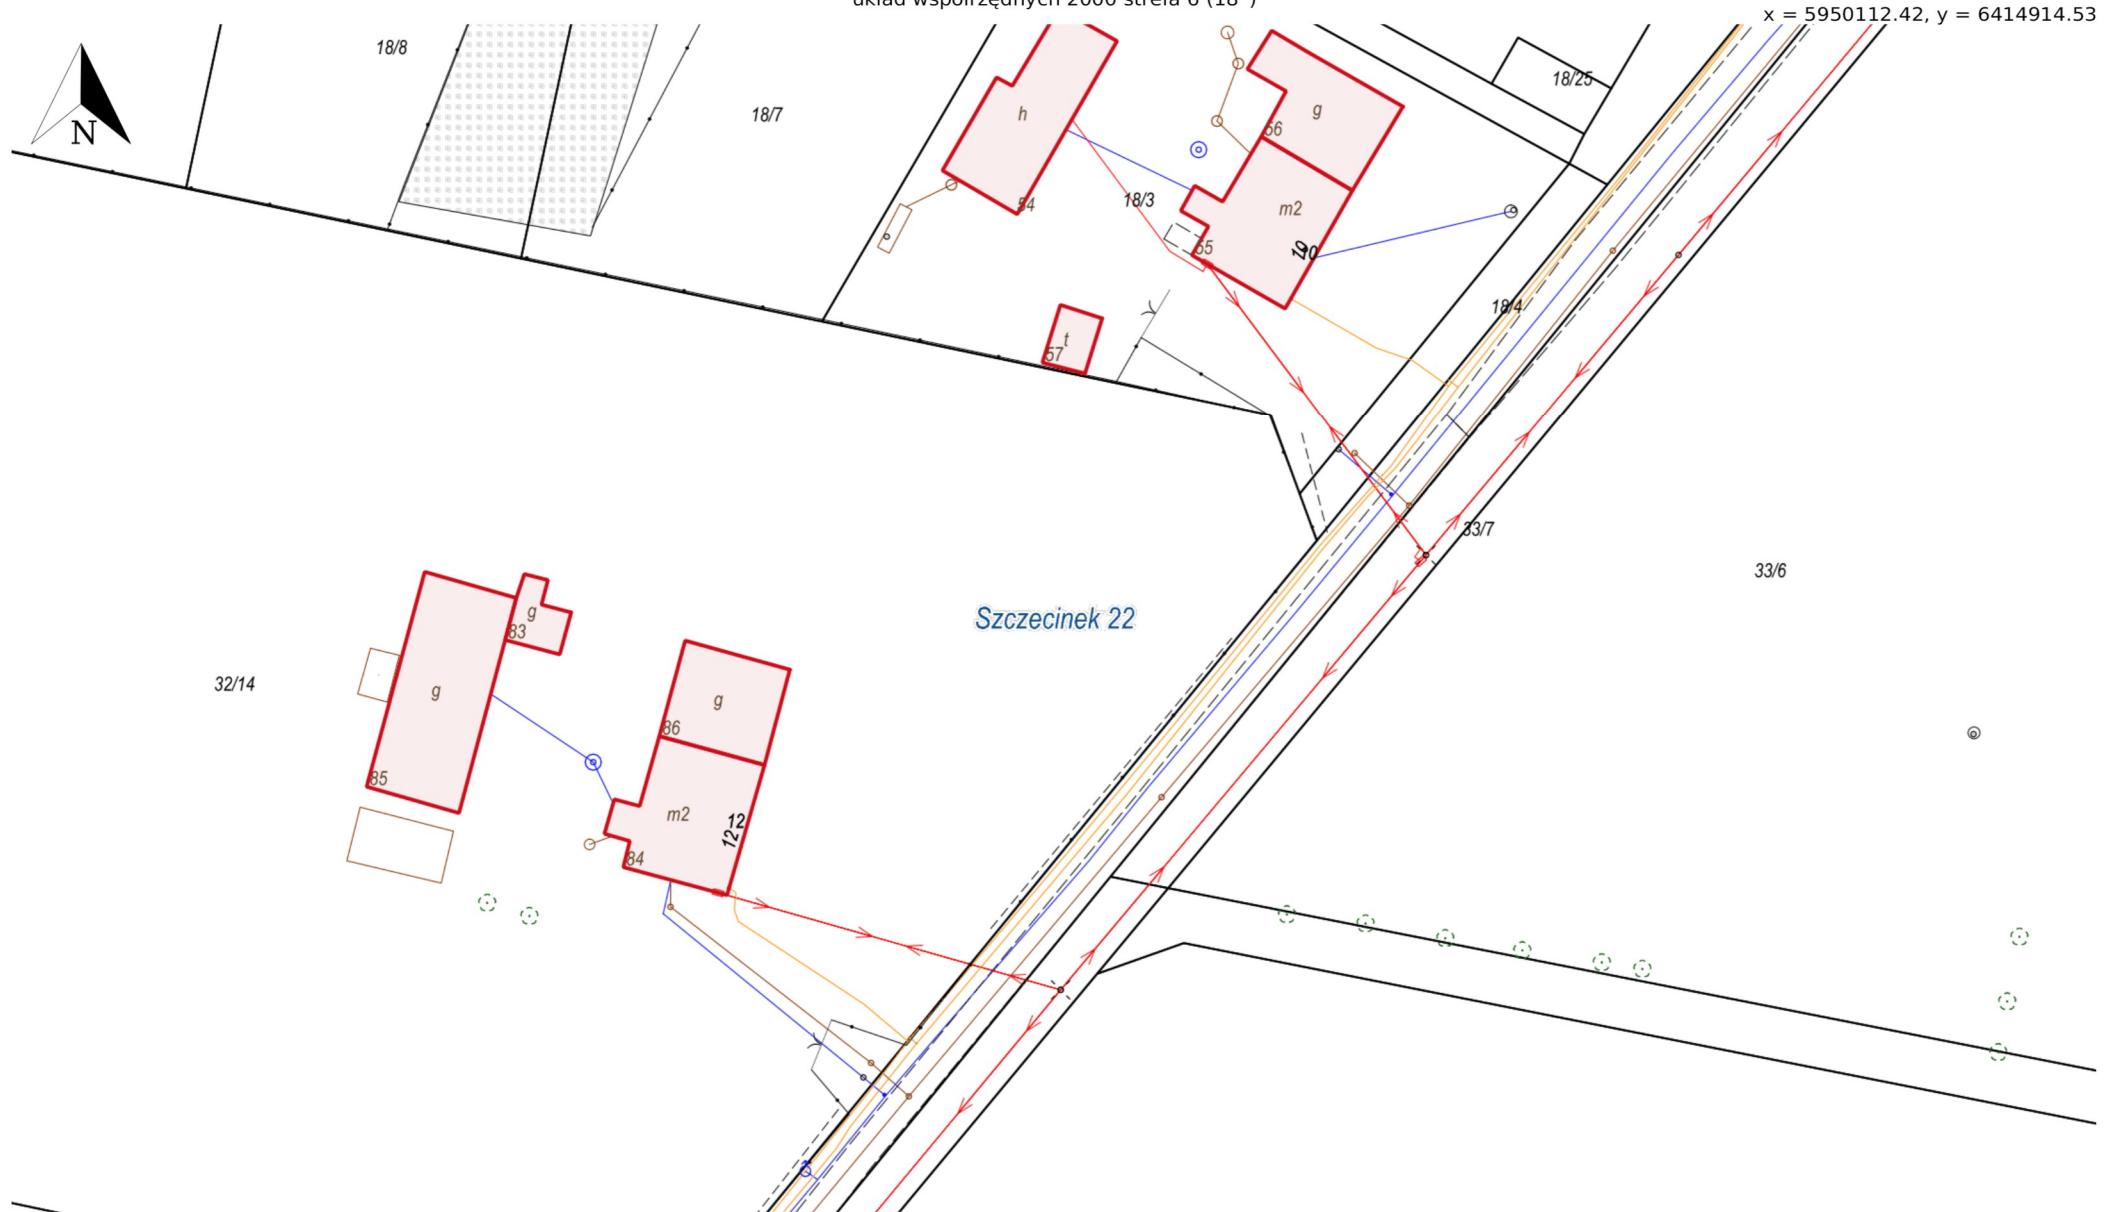 układ współrzędnych 2000 strefa 6 (18°)
x = 5950112.42, y = 6414914.53
N
18/8
18/7
h
54
18/3
g
56
m2
55
10
10
18/25
18/4
t
57
33/7
33/6
Szczecinek 22
32/14
g
83
g
85
g
86
m2
84
12
12